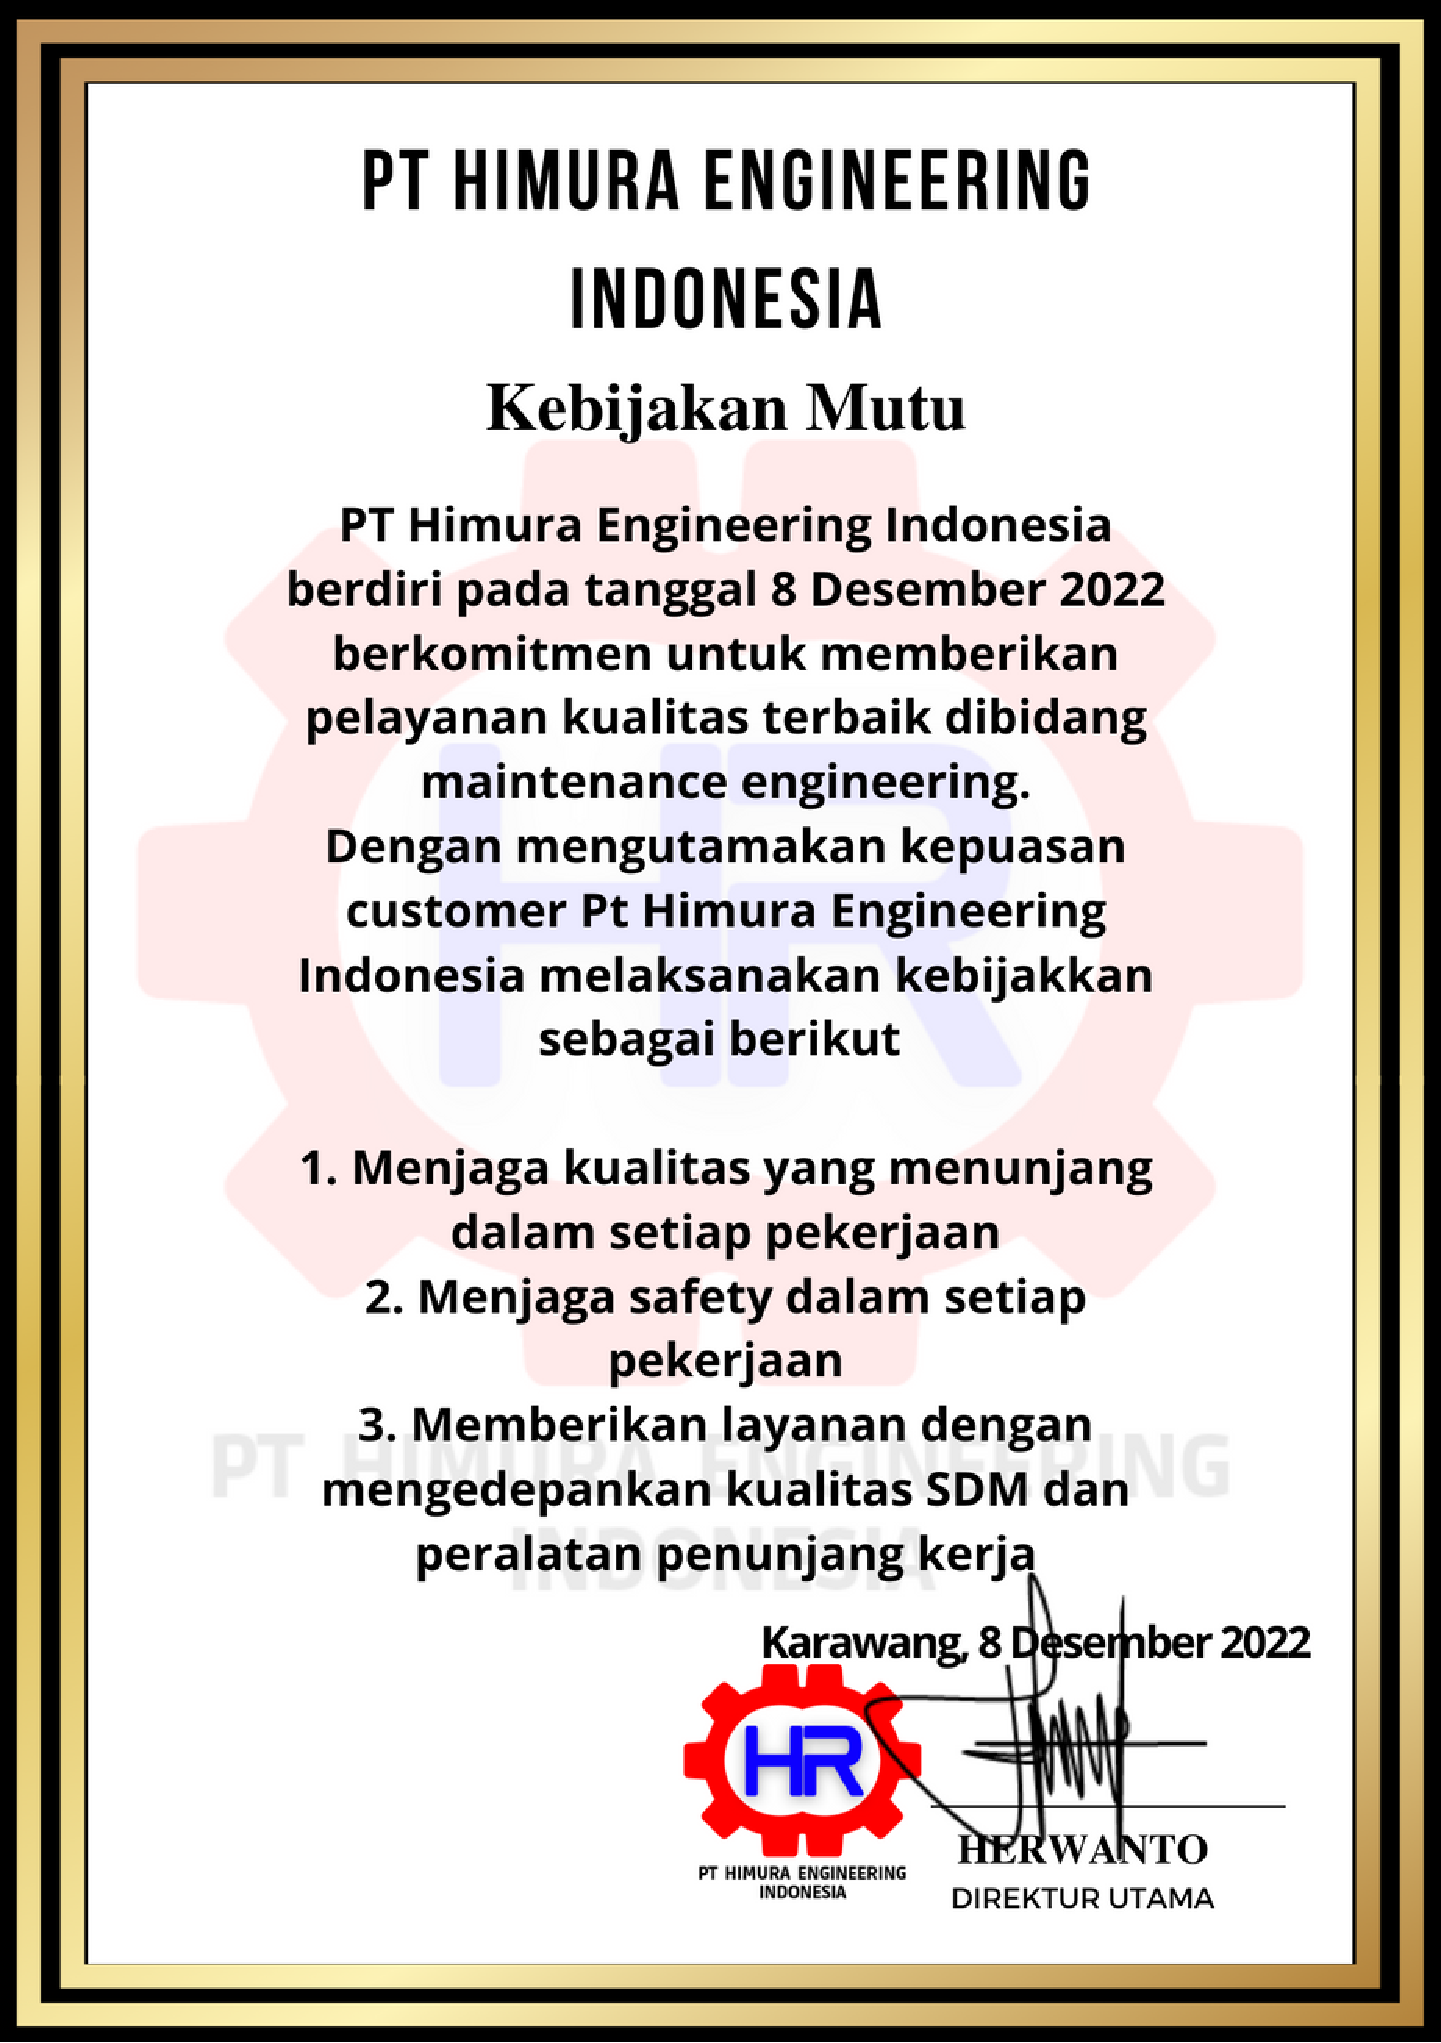 PT HIMURA ENGINEERING
INDONESIA
Kebijakan Mutu
PT Himura Engineering Indonesia
berdiri pada tanggal 8 Desember 2022
berkomitmen untuk memberikan
pelayanan kualitas terbaik dibidang
maintenance engineering.
Dengan mengutamakan kepuasan
customer Pt Himura Engineering
Indonesia melaksanakan kebijakkan
sebagai berikut
1. Menjaga kualitas yang menunjang
dalam setiap pekerjaan
2. Menjaga safety dalam setiap
pekerjaan
3. Memberikan layanan dengan
mengedepankan kualitas SDM dan
peralatan penunjang kerja
HR
PT HIMURA ENGINEERING
INDONESIA
Karawang, 8 Desember 2022
HR
PT HIMURA ENGINEERING
INDONESIA
HERWANTO
DIREKTUR UTAMA